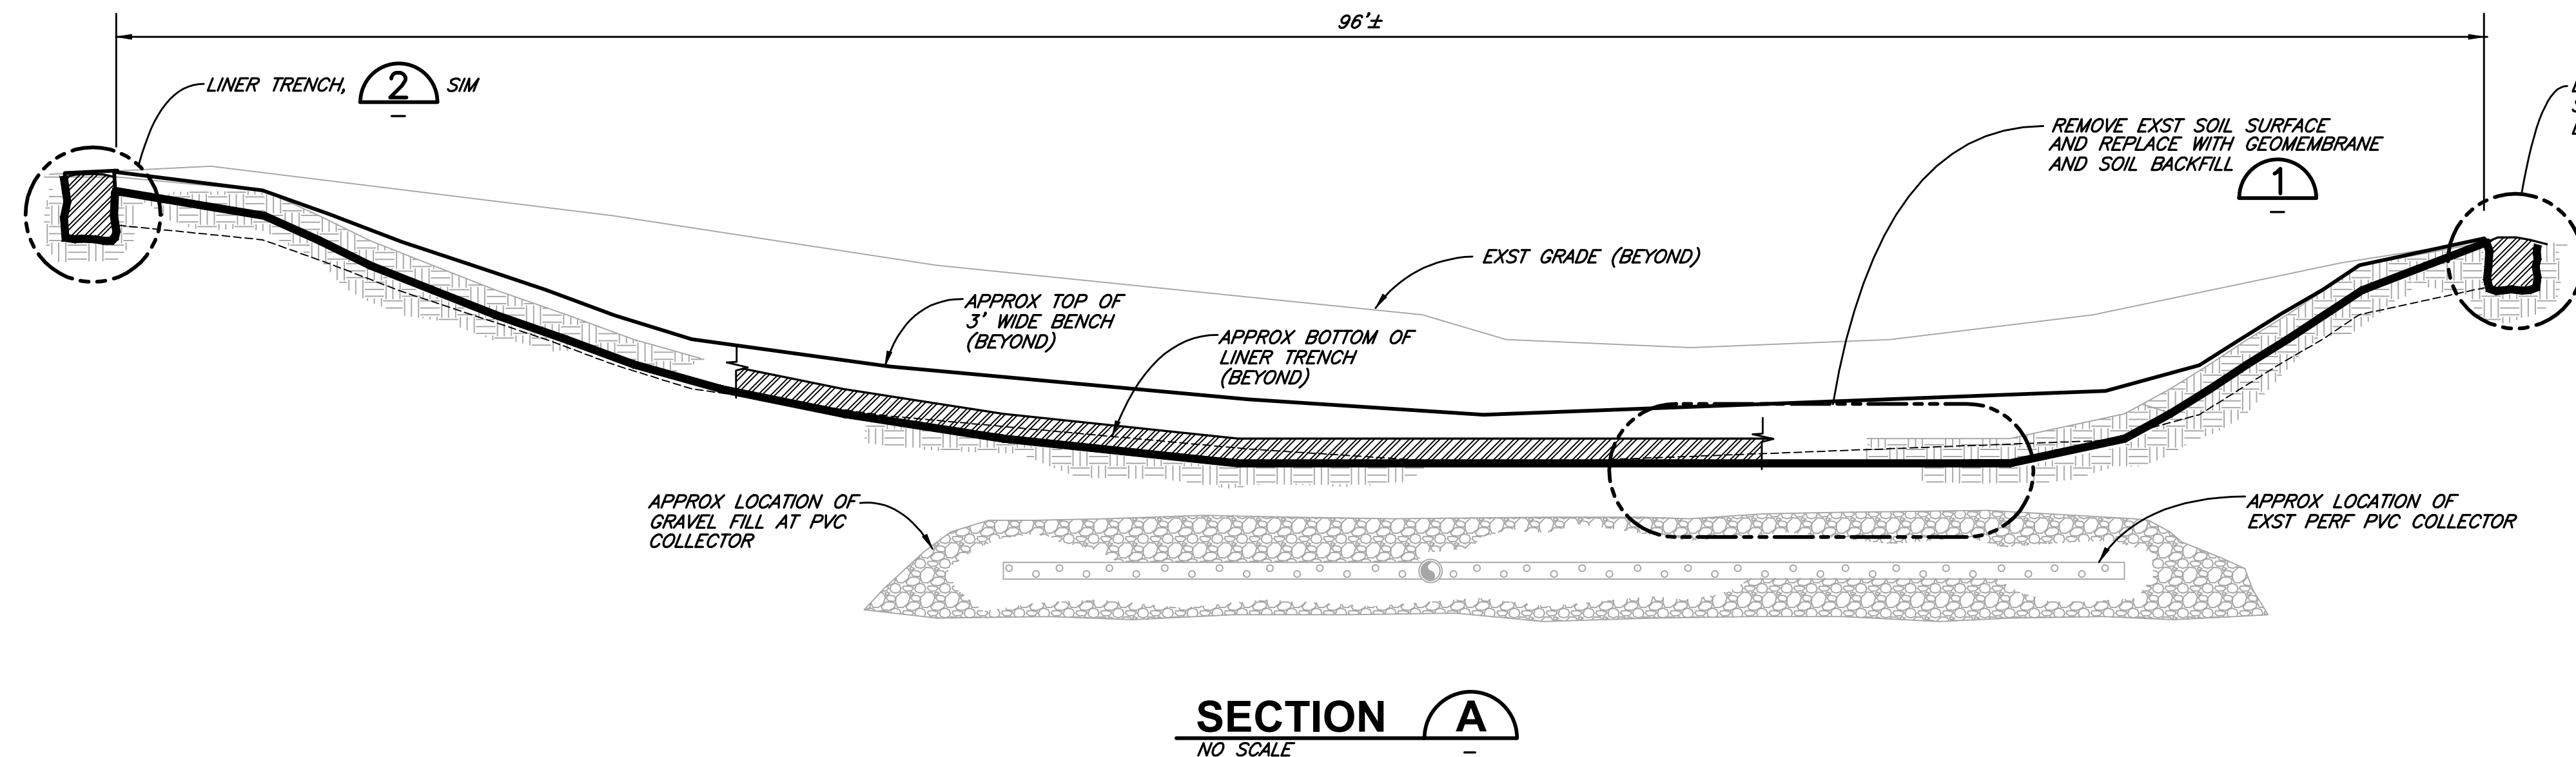 96'±
LINER TRENCH, 2 SIM
–
REMOVE EXST SOIL SURFACE
AND REPLACE WITH GEOMEMBRANE
AND SOIL BACKFILL
1
–
EXST GRADE (BEYOND)
APPROX TOP OF
3' WIDE BENCH
(BEYOND)
APPROX BOTTOM OF
LINER TRENCH
(BEYOND)
APPROX LOCATION OF
GRAVEL FILL AT PVC
COLLECTOR
APPROX LOCATION OF
EXST PERF PVC COLLECTOR
SECTION A
NO SCALE –